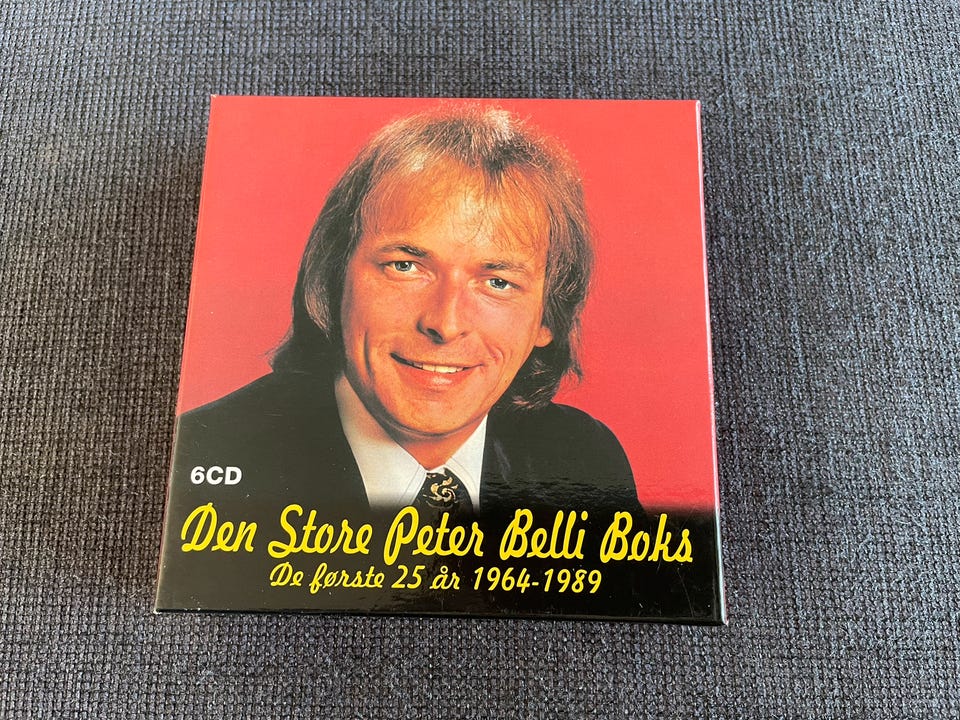 6CD
Den Store Peter Belli Boks
De første 25 år 1964-1989